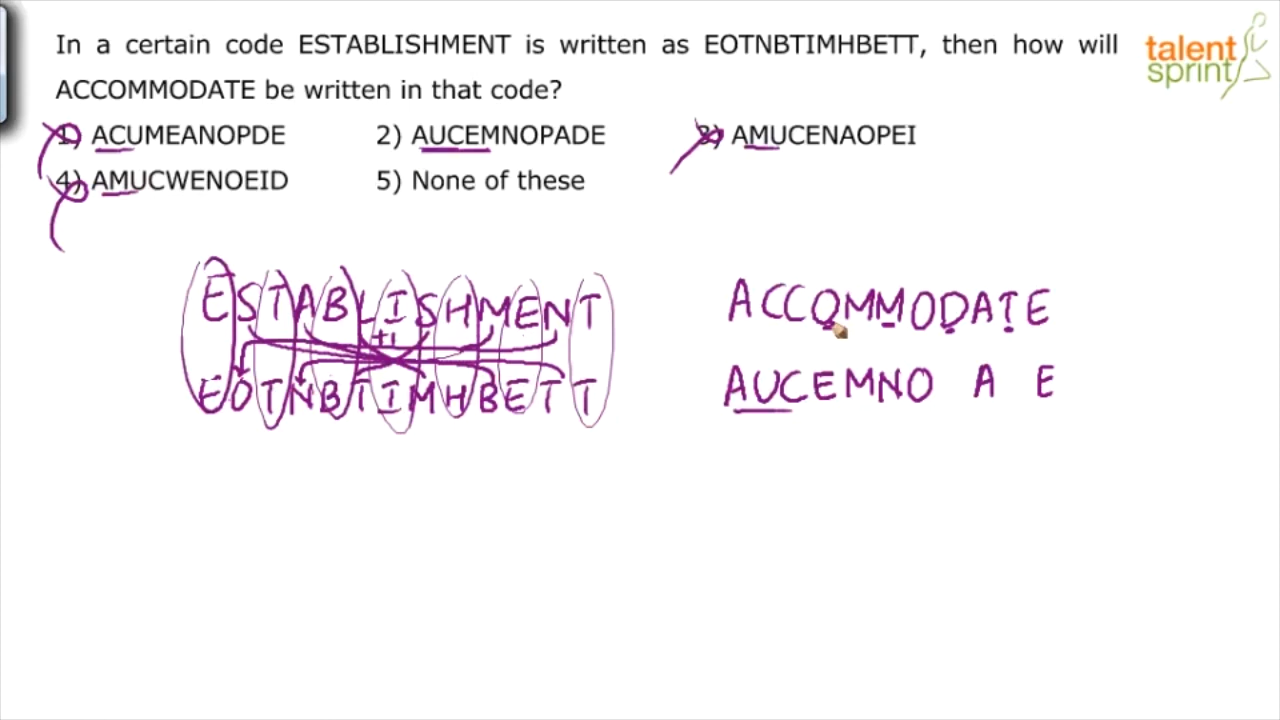 In a certain code ESTABLISHMENT is written as EOTNBTIMHBETT, then how will
ACCOMMODATE be written in that code?
1) ACUMEANOPDE 2) AUCEMNOPADE 3) AMUCENAOPEI
4) AMUCWENOEID 5) None of these
talent
sprint
ESTABLISHMENT
+1
EOTNBTIMHBETT
ACCOMMODATE
AUCEMNO A E